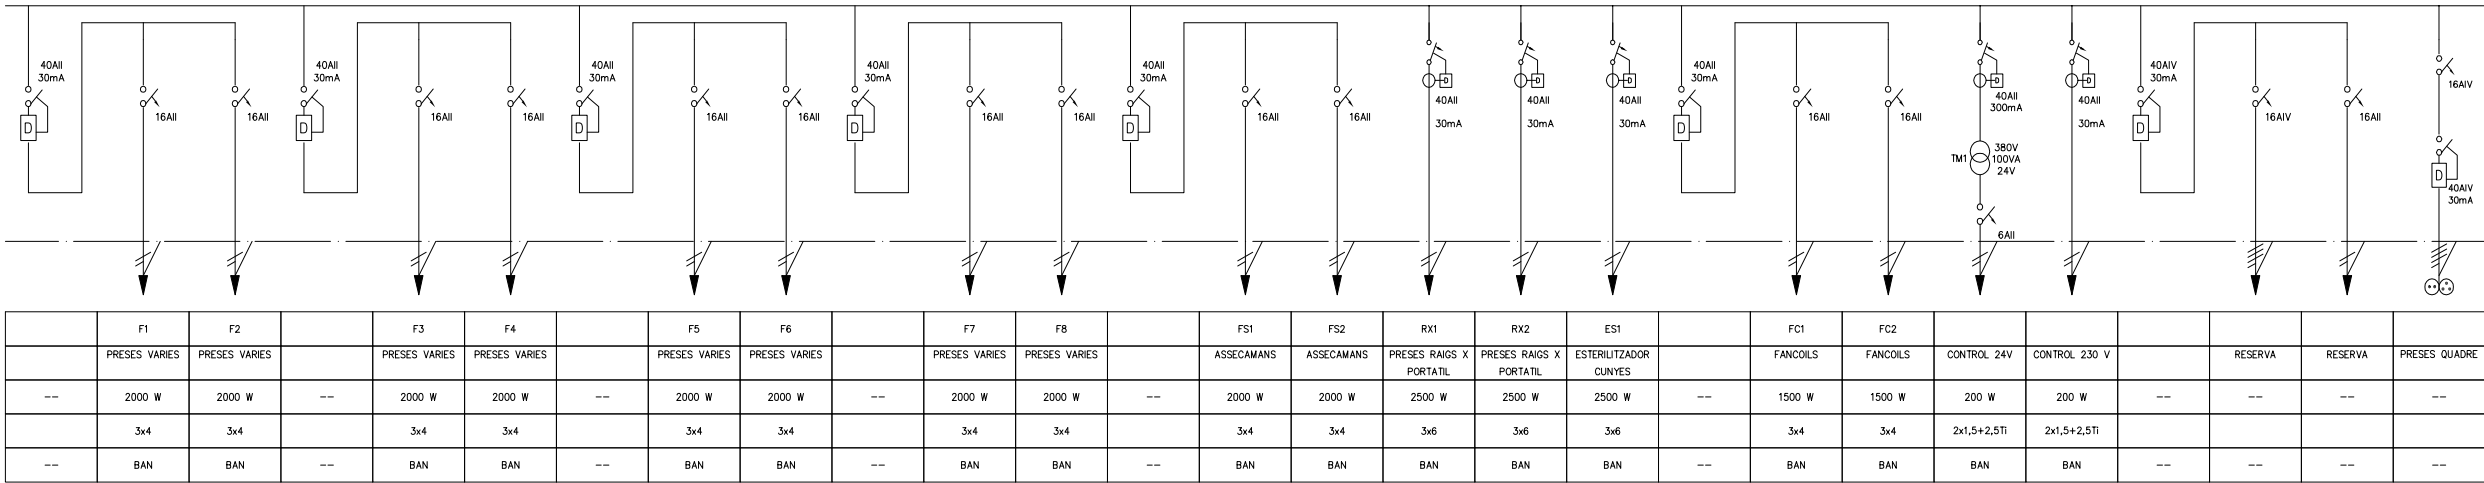 40AII 30mA 16AII 16AII 40AII 30mA 16AII 16AII 40AII 30mA 16AII 16AII 40AII 30mA 16AII 16AII 40AII 30mA 16AII 16AII
D D D D D
D 40AII 30mA
D 40AII 30mA
D 40AII 30mA
40AII 30mA D 16AII 16AII
D 40AII 300mA
TM1 380V 100VA 24V
6AII
D 40AII 30mA
40AIV 30mA D 16AIV 16AII
16AIV
D 40AIV 30mA
F1 F2 F3 F4 F5 F6 F7 F8 FS1 FS2 RX1 RX2 ES1 FC1 FC2
PRESES VARIES PRESES VARIES PRESES VARIES PRESES VARIES PRESES VARIES PRESES VARIES PRESES VARIES PRESES VARIES ASSECAMANS ASSECAMANS PRESES RAIGS X PRESES RAIGS X ESTERILITZADOR FANCOILS FANCOILS CONTROL 24V CONTROL 230 V RESERVA RESERVA PRESES QUADRE
PORTATIL PORTATIL CUNYES
-- 2000 W 2000 W -- 2000 W 2000 W -- 2000 W 2000 W -- 2000 W 2000 W -- 2000 W 2000 W 2500 W 2500 W 2500 W -- 1500 W 1500 W 200 W 200 W -- -- -- --
3x4 3x4 3x4 3x4 3x4 3x4 3x4 3x4 3x4 3x4 3x6 3x6 3x6 3x4 3x4 2x1,5+2,5Ti 2x1,5+2,5Ti
-- BAN BAN -- BAN BAN -- BAN BAN -- BAN BAN -- BAN BAN BAN BAN BAN -- BAN BAN BAN BAN -- -- -- --